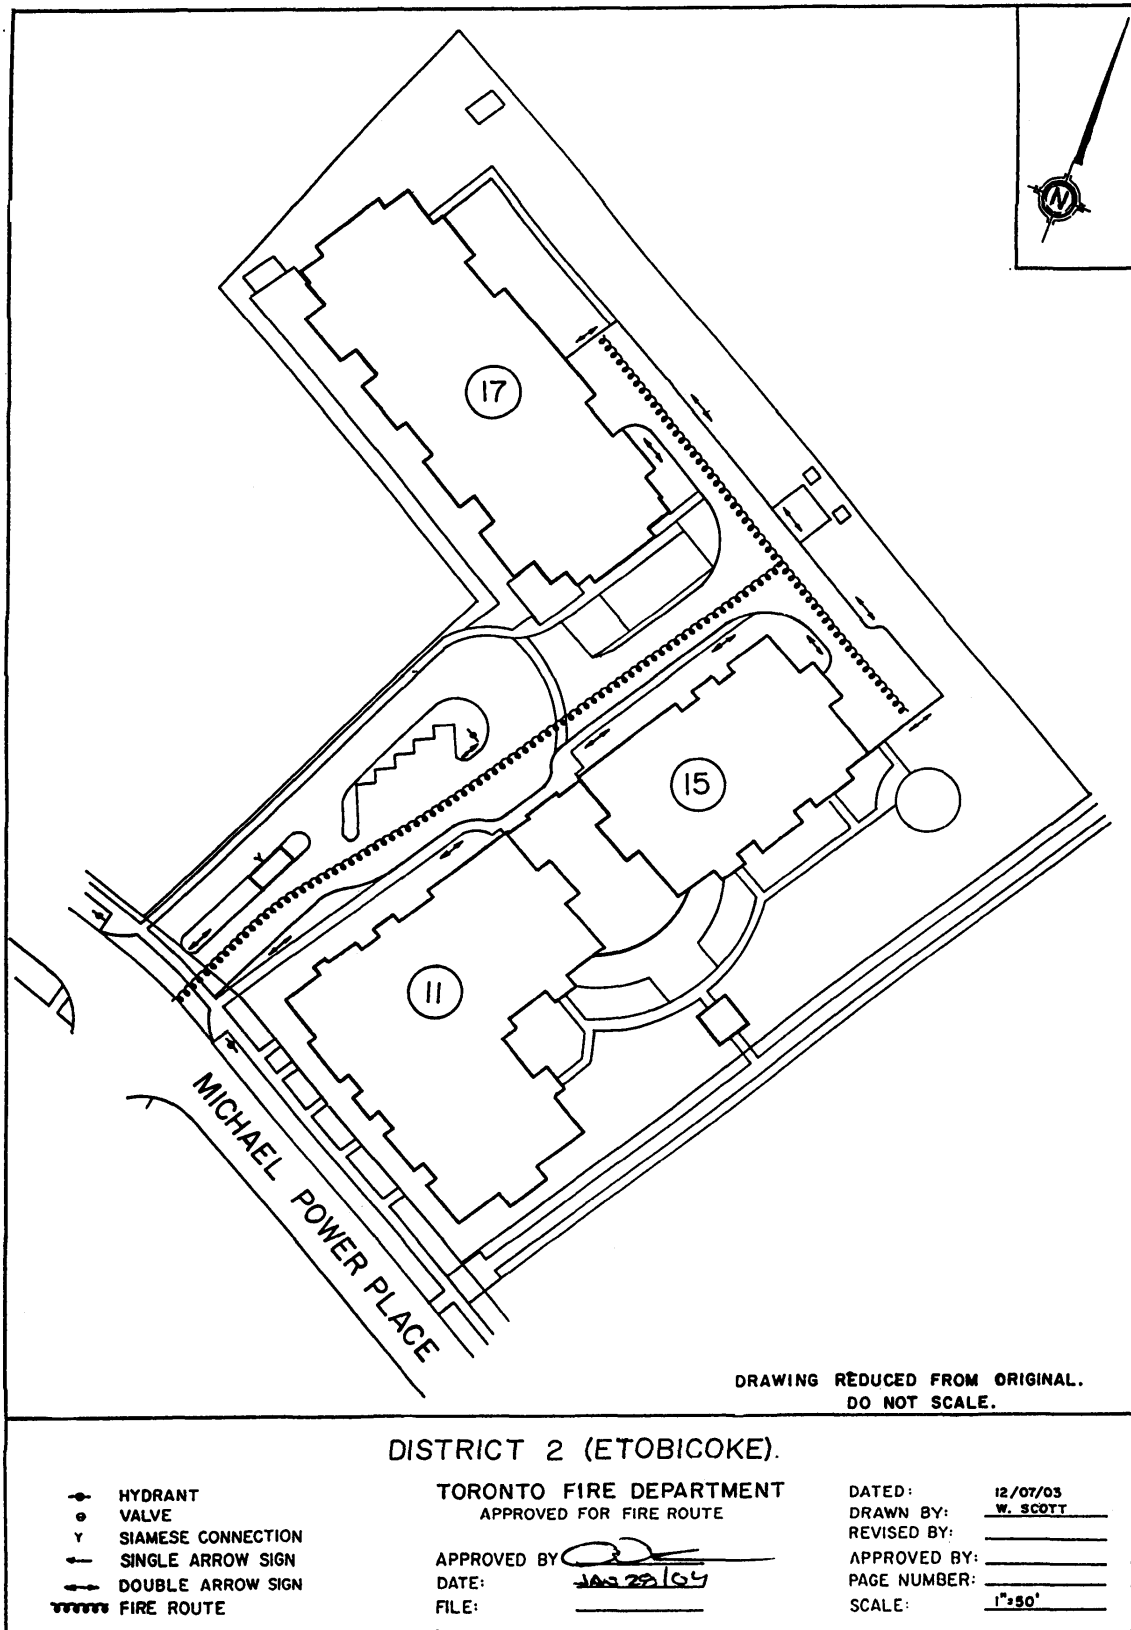 N
17
15
11
Y
MICHAEL POWER PLACE
DRAWING REDUCED FROM ORIGINAL.
DO NOT SCALE.
DISTRICT 2 (ETOBICOKE).
HYDRANT
VALVE
Y SIAMESE CONNECTION
SINGLE ARROW SIGN
DOUBLE ARROW SIGN
FIRE ROUTE
TORONTO FIRE DEPARTMENT
APPROVED FOR FIRE ROUTE
APPROVED BY
DATE: JAN 29/04
FILE:
DATED: 12/07/03
DRAWN BY: W. SCOTT
REVISED BY:
APPROVED BY:
PAGE NUMBER:
SCALE: 1"=50'